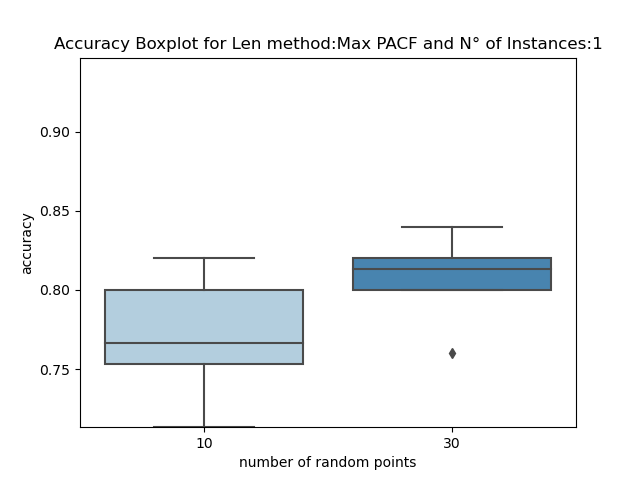 Accuracy Boxplot for Len method:Max PACF and N° of Instances:1
0.90
0.85
0.80
0.75
accuracy
10
30
number of random points